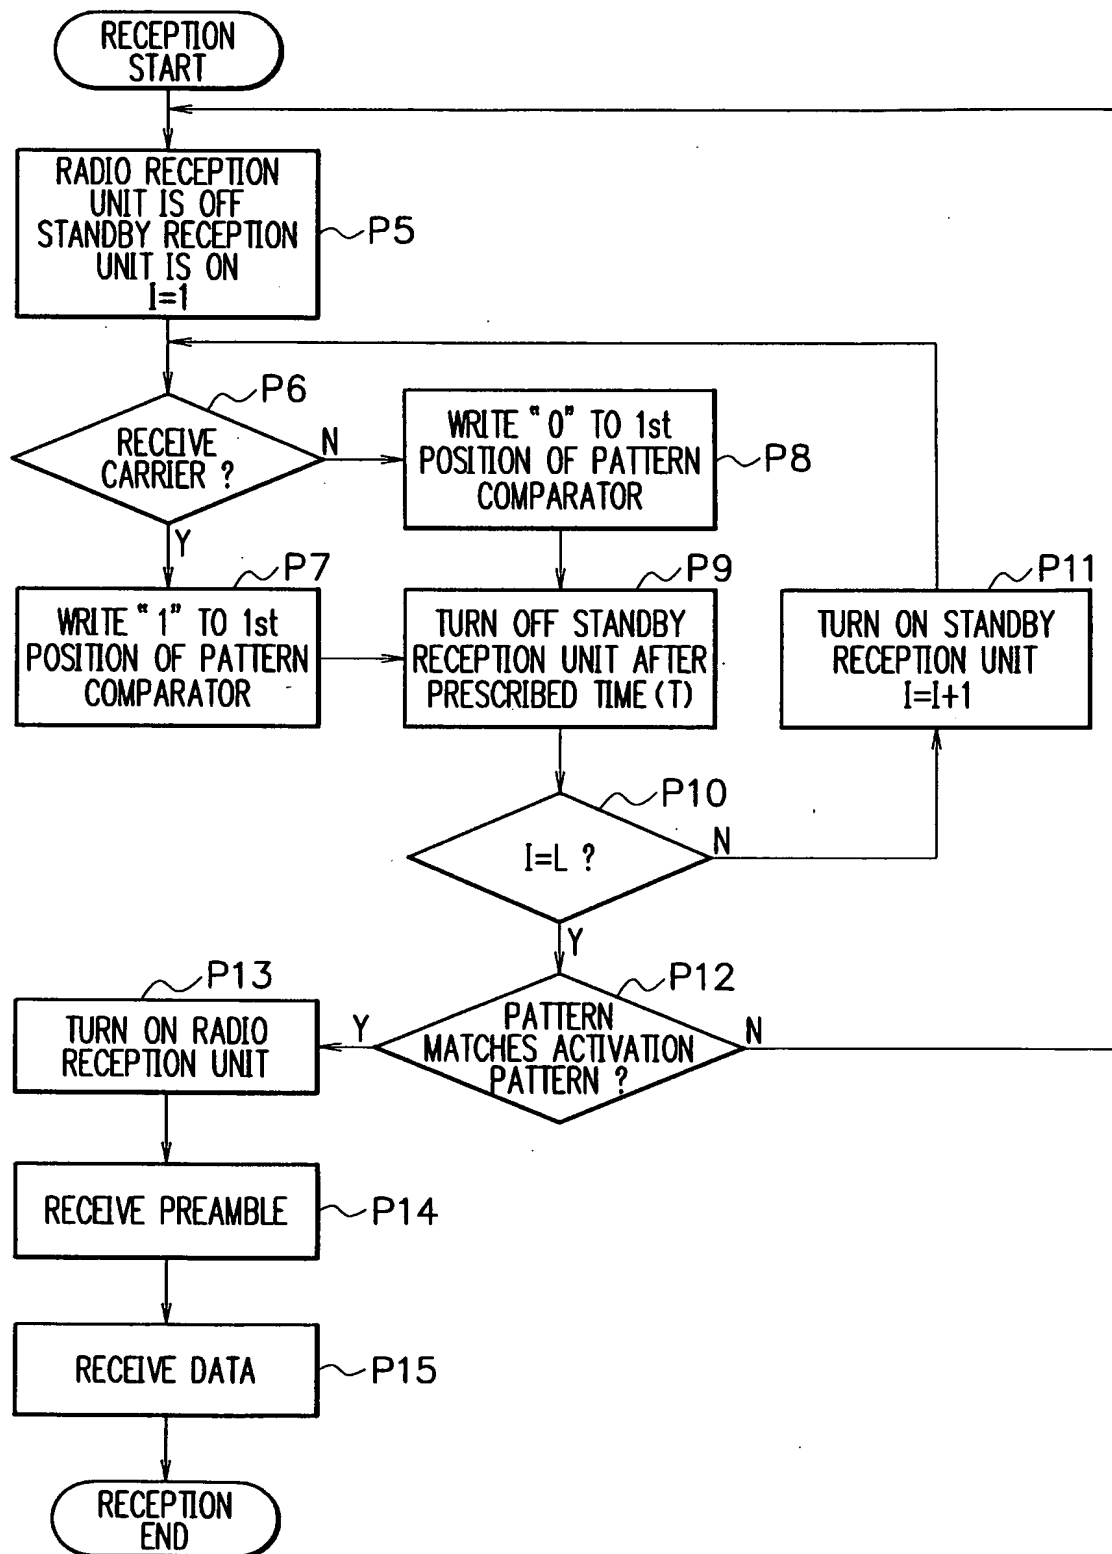 RECEPTION
START
RADIO RECEPTION
UNIT IS OFF
STANDBY RECEPTION
UNIT IS ON
I=1
P5
P6
RECEIVE
CARRIER ?
N
Y
WRITE "0" TO 1st
POSITION OF PATTERN
COMPARATOR
P8
P7
WRITE "1" TO 1st
POSITION OF PATTERN
COMPARATOR
P9
TURN OFF STANDBY
RECEPTION UNIT AFTER
PRESCRIBED TIME (T)
P11
TURN ON STANDBY
RECEPTION UNIT
I=I+1
P10
I=L ?
N
Y
P12
PATTERN
MATCHES ACTIVATION
PATTERN ?
Y
N
P13
TURN ON RADIO
RECEPTION UNIT
RECEIVE PREAMBLE
P14
RECEIVE DATA
P15
RECEPTION
END